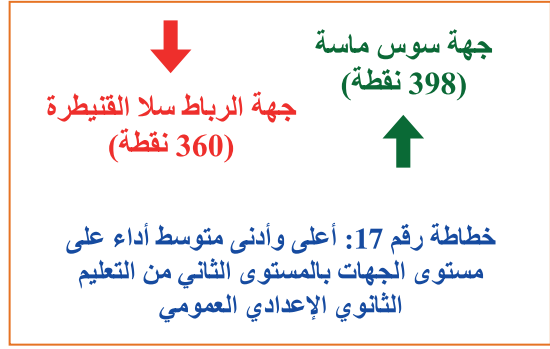 جهة سوس ماسة
(398 نقطة)
جهة الرباط سلا القنيطرة
(360 نقطة)
خطاطة رقم 17: أعلى وأدنى متوسط أداء على
مستوى الجهات بالمستوى الثاني من التعليم
الثانوي الإعدادي العمومي